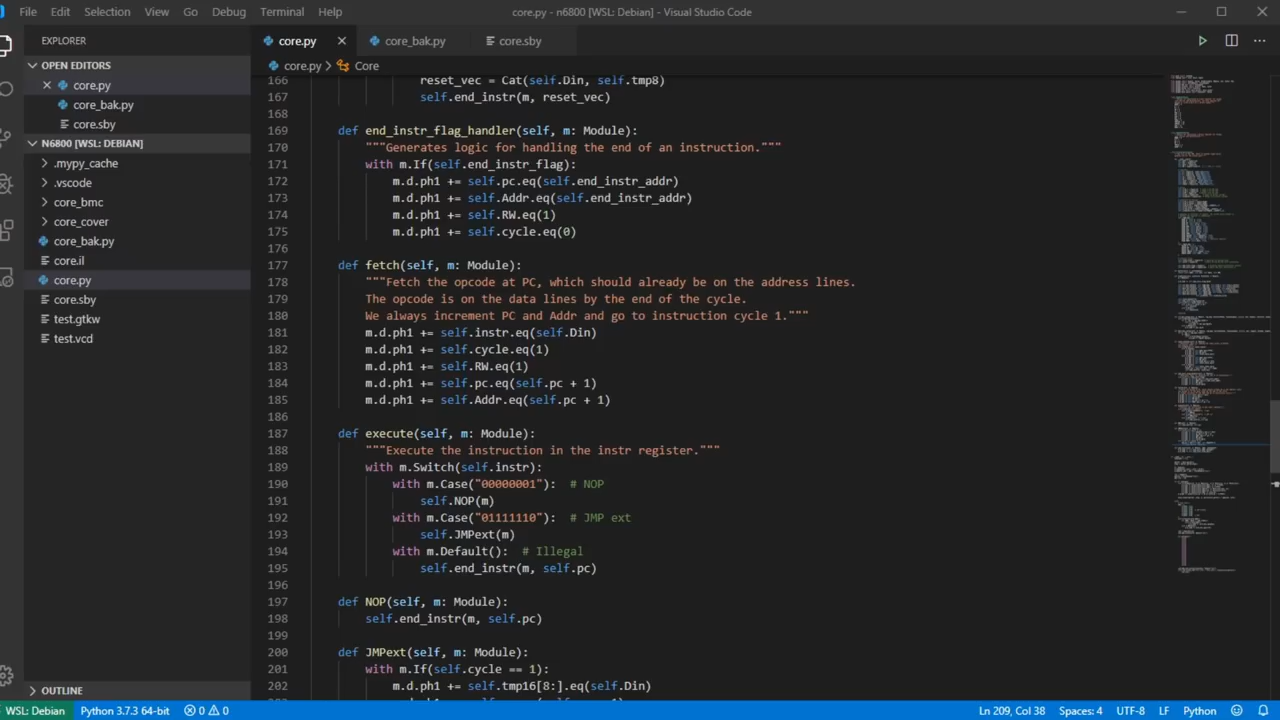 File Edit Selection View Go Debug Terminal Help core.py - n6800 [WSL: Debian] - Visual Studio Code
EXPLORER
OPEN EDITORS
core.py
core_bak.py
core.sby
N6800 [WSL: DEBIAN]
.mypy_cache
.vscode
core_bmc
core_cover
core_bak.py
core.il
core.py
core.sby
test.gtkw
test.vcd
OUTLINE
core.py core_bak.py core.sby
core.py > Core
166 reset_vec = Cat(self.Din, self.tmp8)
167 self.end_instr(m, reset_vec)
168
169 def end_instr_flag_handler(self, m: Module):
170 """Generates logic for handling the end of an instruction."""
171 with m.If(self.end_instr_flag):
172 m.d.ph1 += self.pc.eq(self.end_instr_addr)
173 m.d.ph1 += self.Addr.eq(self.end_instr_addr)
174 m.d.ph1 += self.RW.eq(1)
175 m.d.ph1 += self.cycle.eq(0)
176
177 def fetch(self, m: Module):
178 """Fetch the opcode at PC, which should already be on the address lines.
179 The opcode is on the data lines by the end of the cycle.
180 We always increment PC and Addr and go to instruction cycle 1."""
181 m.d.ph1 += self.instr.eq(self.Din)
182 m.d.ph1 += self.cycle.eq(1)
183 m.d.ph1 += self.RW.eq(1)
184 m.d.ph1 += self.pc.eq(self.pc + 1)
185 m.d.ph1 += self.Addr.eq(self.pc + 1)
186
187 def execute(self, m: Module):
188 """Execute the instruction in the instr register."""
189 with m.Switch(self.instr):
190 with m.Case("00000001"): # NOP
191 self.NOP(m)
192 with m.Case("01111110"): # JMP ext
193 self.JMPext(m)
194 with m.Default(): # Illegal
195 self.end_instr(m, self.pc)
196
197 def NOP(self, m: Module):
198 self.end_instr(m, self.pc)
199
200 def JMPext(self, m: Module):
201 with m.If(self.cycle == 1):
202 m.d.ph1 += self.tmp16[8:].eq(self.Din)
WSL: Debian Python 3.7.3 64-bit 0 0 Ln 209, Col 38 Spaces: 4 UTF-8 LF Python